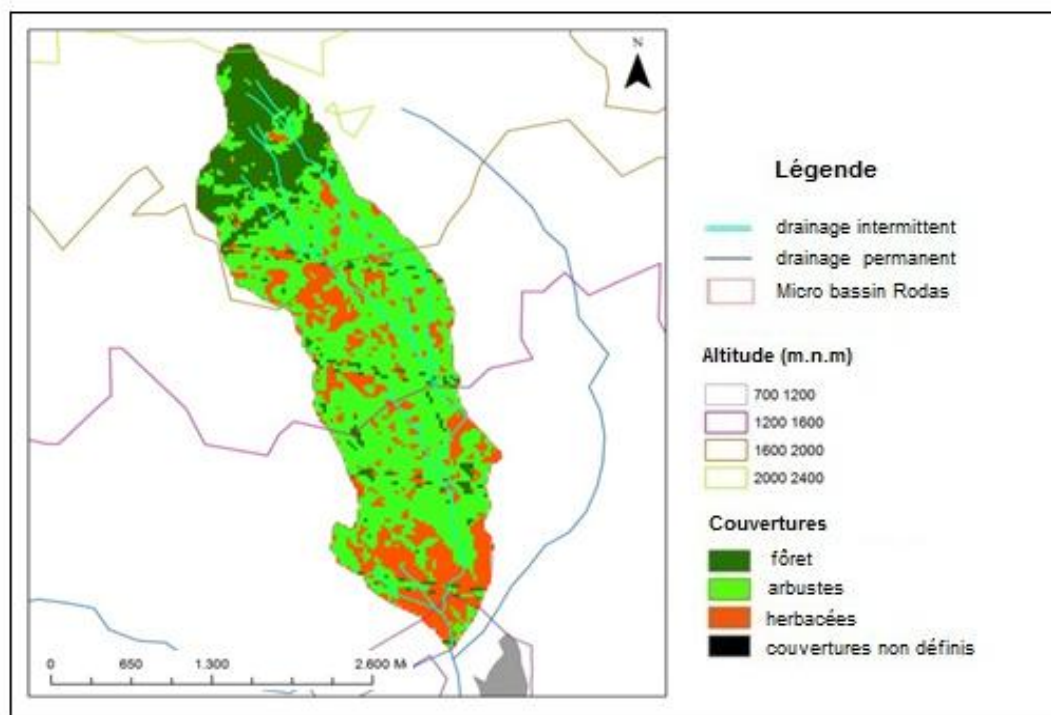 N
Légende
drainage intermittent
drainage permanent
Micro bassin Rodas
Altitude (m.n.m)
700 1200
1200 1600
1600 2000
2000 2400
Couvertures
fôret
arbustes
herbacées
couvertures non définis
0 650 1.300 2.600 M